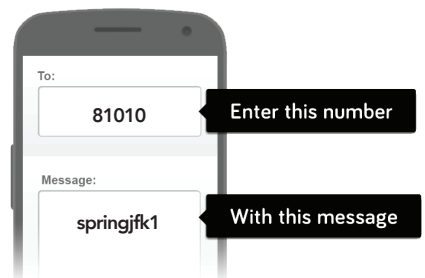 To:
81010
Enter this number
Message:
springjfk1
With this message